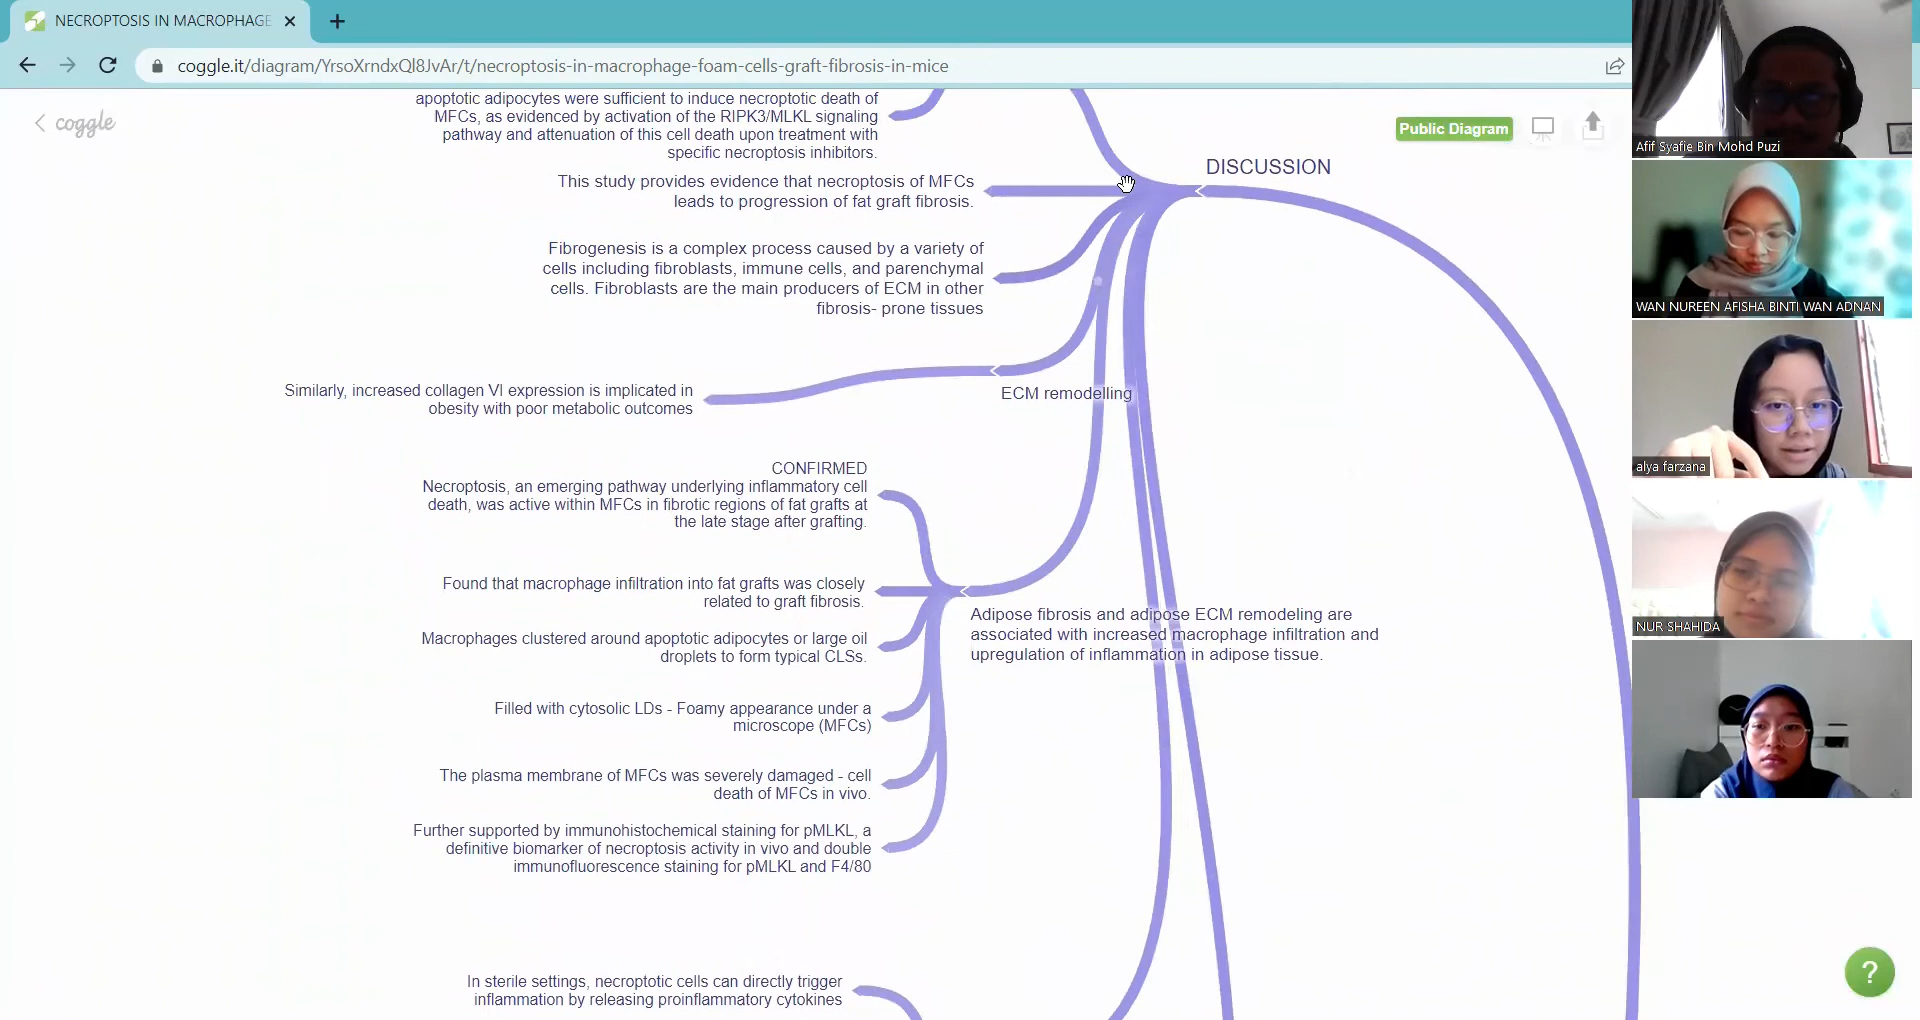 NECROPTOSIS IN MACROPHAGE
coggle.it/diagram/YrsoXrndxQl8JvAr/t/necroptosis-in-macrophage-foam-cells-graft-fibrosis-in-mice
coggle
Public Diagram
apoptotic adipocytes were sufficient to induce necroptotic death of
MFCs, as evidenced by activation of the RIPK3/MLKL signaling
pathway and attenuation of this cell death upon treatment with
specific necroptosis inhibitors.
DISCUSSION
This study provides evidence that necroptosis of MFCs
leads to progression of fat graft fibrosis.
Fibrogenesis is a complex process caused by a variety of
cells including fibroblasts, immune cells, and parenchymal
cells. Fibroblasts are the main producers of ECM in other
fibrosis- prone tissues
Similarly, increased collagen VI expression is implicated in
obesity with poor metabolic outcomes
ECM remodelling
CONFIRMED
Necroptosis, an emerging pathway underlying inflammatory cell
death, was active within MFCs in fibrotic regions of fat grafts at
the late stage after grafting.
Found that macrophage infiltration into fat grafts was closely
related to graft fibrosis.
Adipose fibrosis and adipose ECM remodeling are
associated with increased macrophage infiltration and
upregulation of inflammation in adipose tissue.
Macrophages clustered around apoptotic adipocytes or large oil
droplets to form typical CLSs.
Filled with cytosolic LDs - Foamy appearance under a
microscope (MFCs)
The plasma membrane of MFCs was severely damaged - cell
death of MFCs in vivo.
Further supported by immunohistochemical staining for pMLKL, a
definitive biomarker of necroptosis activity in vivo and double
immunofluorescence staining for pMLKL and F4/80
In sterile settings, necroptotic cells can directly trigger
inflammation by releasing proinflammatory cytokines
Afif Syafie Bin Mohd Puzi
WAN NUREEN AFISHA BINTI WAN ADNAN
alya farzana
NUR SHAHIDA
?